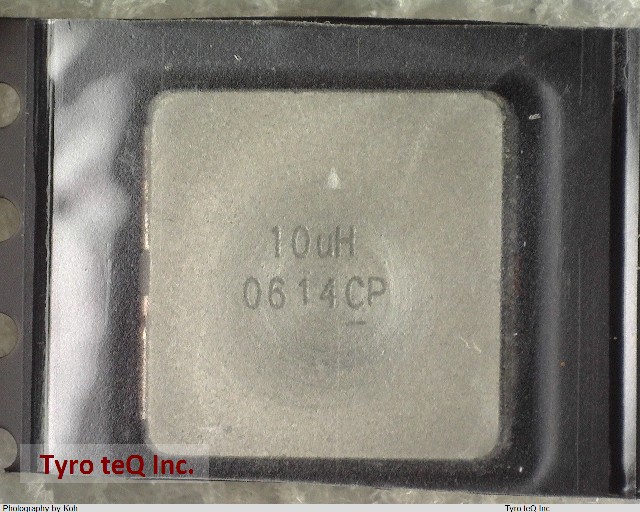 10uH
0614CP
Tyro teQ Inc.
Photography by Koh
Tyro teQ Inc